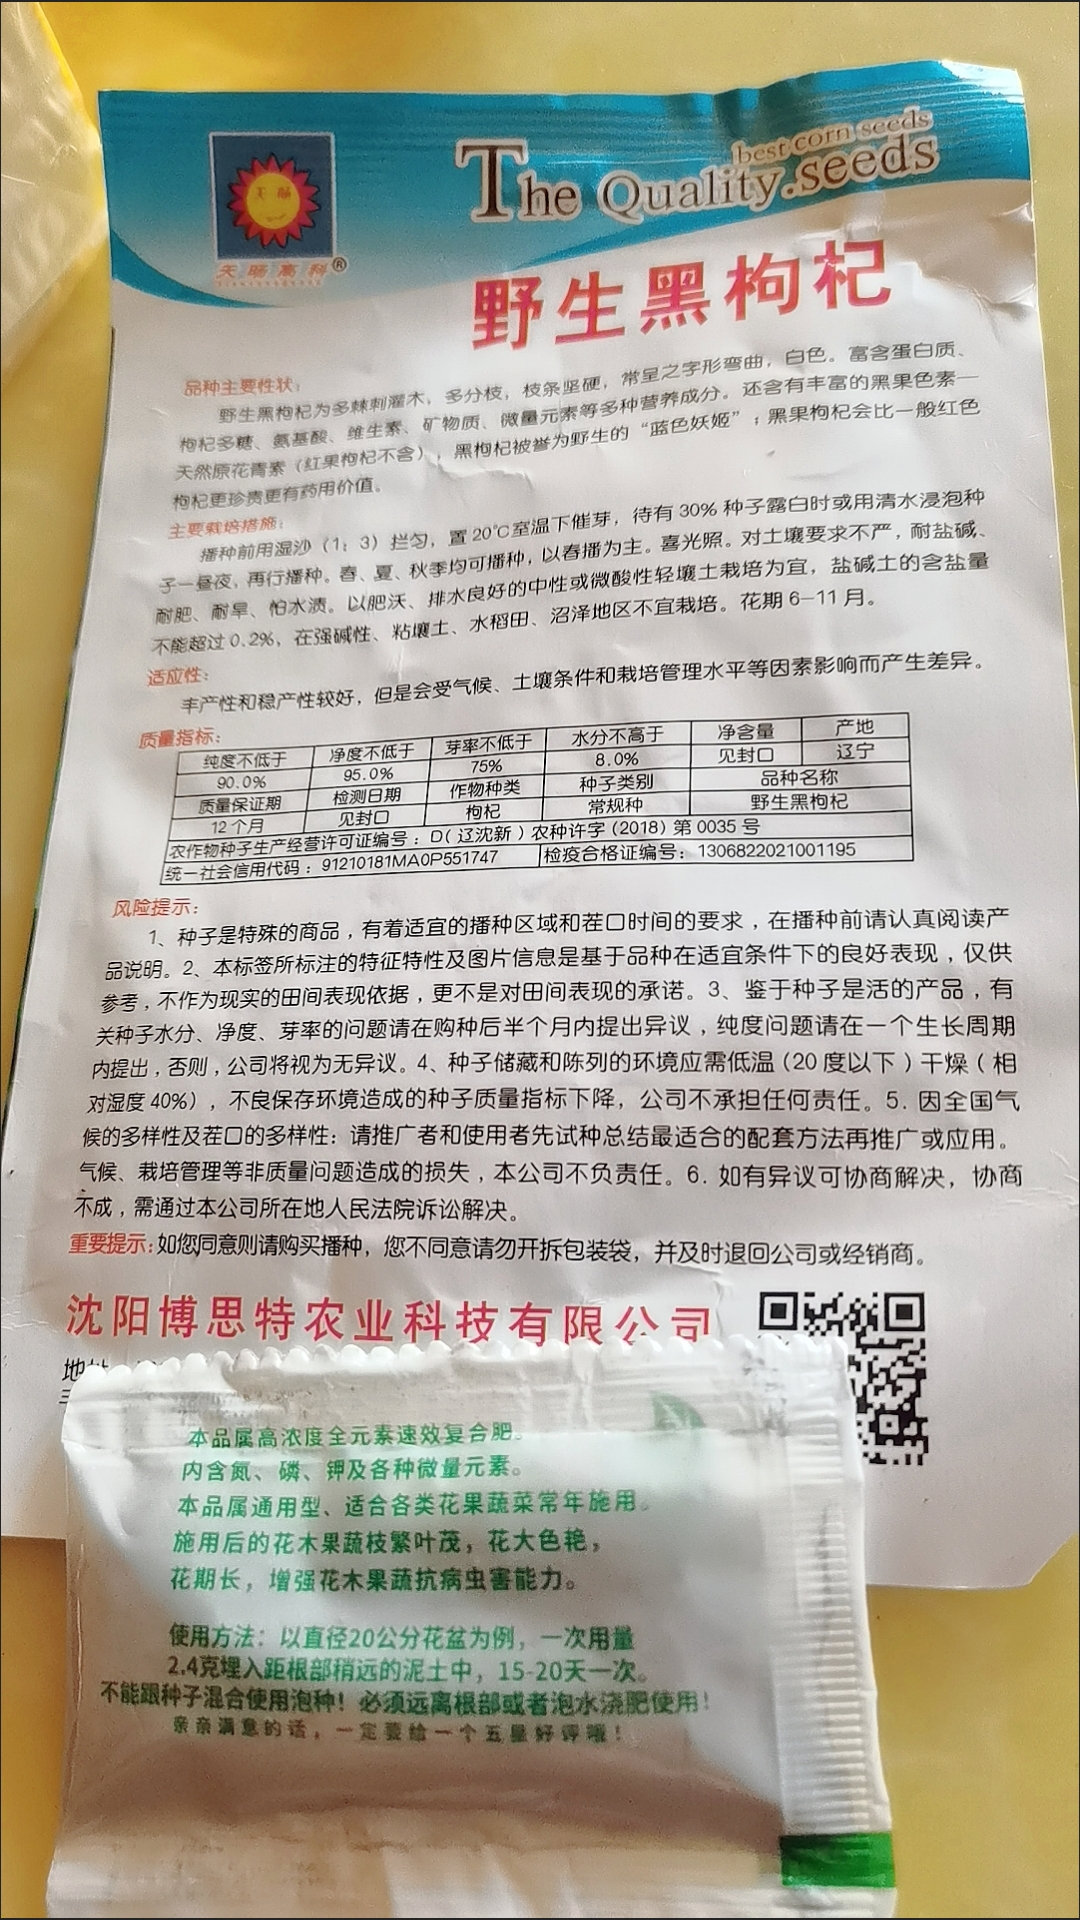 天旸
天旸高科®
best corn seeds
The Quality.seeds
野生黑枸杞
品种主要性状：
野生黑枸杞为多棘刺灌木，多分枝，枝条坚硬，常呈之字形弯曲，白色。富含蛋白质、
枸杞多糖、氨基酸、维生素、矿物质、微量元素等多种营养成分。还含有丰富的黑果色素—
天然原花青素（红果枸杞不含），黑枸杞被誉为野生的“蓝色妖姬”；黑果枸杞会比一般红色
枸杞更珍贵更有药用价值。
主要栽培措施：
播种前用湿沙（1：3）拦匀，置20℃室温下催芽，待有30%种子露白时或用清水浸泡种
子一昼夜，再行播种。春、夏、秋季均可播种，以春播为主。喜光照。对土壤要求不严，耐盐碱、
耐肥、耐旱、怕水渍。以肥沃、排水良好的中性或微酸性轻壤土栽培为宜，盐碱土的含盐量
不能超过0.2%，在强碱性、粘壤土、水稻田、沼泽地区不宜栽培。花期6—11月。
适应性：
丰产性和稳产性较好，但是会受气候、土壤条件和栽培管理水平等因素影响而产生差异。
质量指标：
纯度不低于 净度不低于 芽率不低于 水分不高于 净含量 产地
90.0% 95.0% 75% 8.0% 见封口 辽宁
质量保证期 检测日期 作物种类 种子类别 品种名称
12个月 见封口 枸杞 常规种 野生黑枸杞
农作物种子生产经营许可证编号：D（辽沈新）农种许字（2018）第0035号
统一社会信用代码：91210181MA0P551747 检疫合格证编号：1306822021001195
风险提示：
1、种子是特殊的商品，有着适宜的播种区域和茬口时间的要求，在播种前请认真阅读产
品说明。2、本标签所标注的特征特性及图片信息是基于品种在适宜条件下的良好表现，仅供
参考，不作为现实的田间表现依据，更不是对田间表现的承诺。3、鉴于种子是活的产品，有
关种子水分、净度、芽率的问题请在购种后半个月内提出异议，纯度问题请在一个生长周期
内提出，否则，公司将视为无异议。4、种子储藏和陈列的环境应需低温（20度以下）干燥（相
对湿度40%），不良保存环境造成的种子质量指标下降，公司不承担任何责任。5. 因全国气
候的多样性及茬口的多样性：请推广者和使用者先试种总结最适合的配套方法再推广或应用。
气候、栽培管理等非质量问题造成的损失，本公司不负责任。6. 如有异议可协商解决，协商
不成，需通过本公司所在地人民法院诉讼解决。
重要提示：如您同意则请购买播种，您不同意请勿开拆包装袋，并及时退回公司或经销商。
沈阳博思特农业科技有限公司
地址
本品属高浓度全元素速效复合肥。
内含氮、磷、钾及各种微量元素。
本品属通用型、适合各类花果蔬菜常年施用。
施用后的花木果蔬枝繁叶茂，花大色艳，
花期长，增强花木果蔬抗病虫害能力。
使用方法：以直径20公分花盆为例，一次用量
2.4克埋入距根部稍远的泥土中，15-20天一次。
不能跟种子混合使用泡种！必须远离根部或者泡水浇肥使用！
亲亲满意的话，一定要给一个五星好评喔！